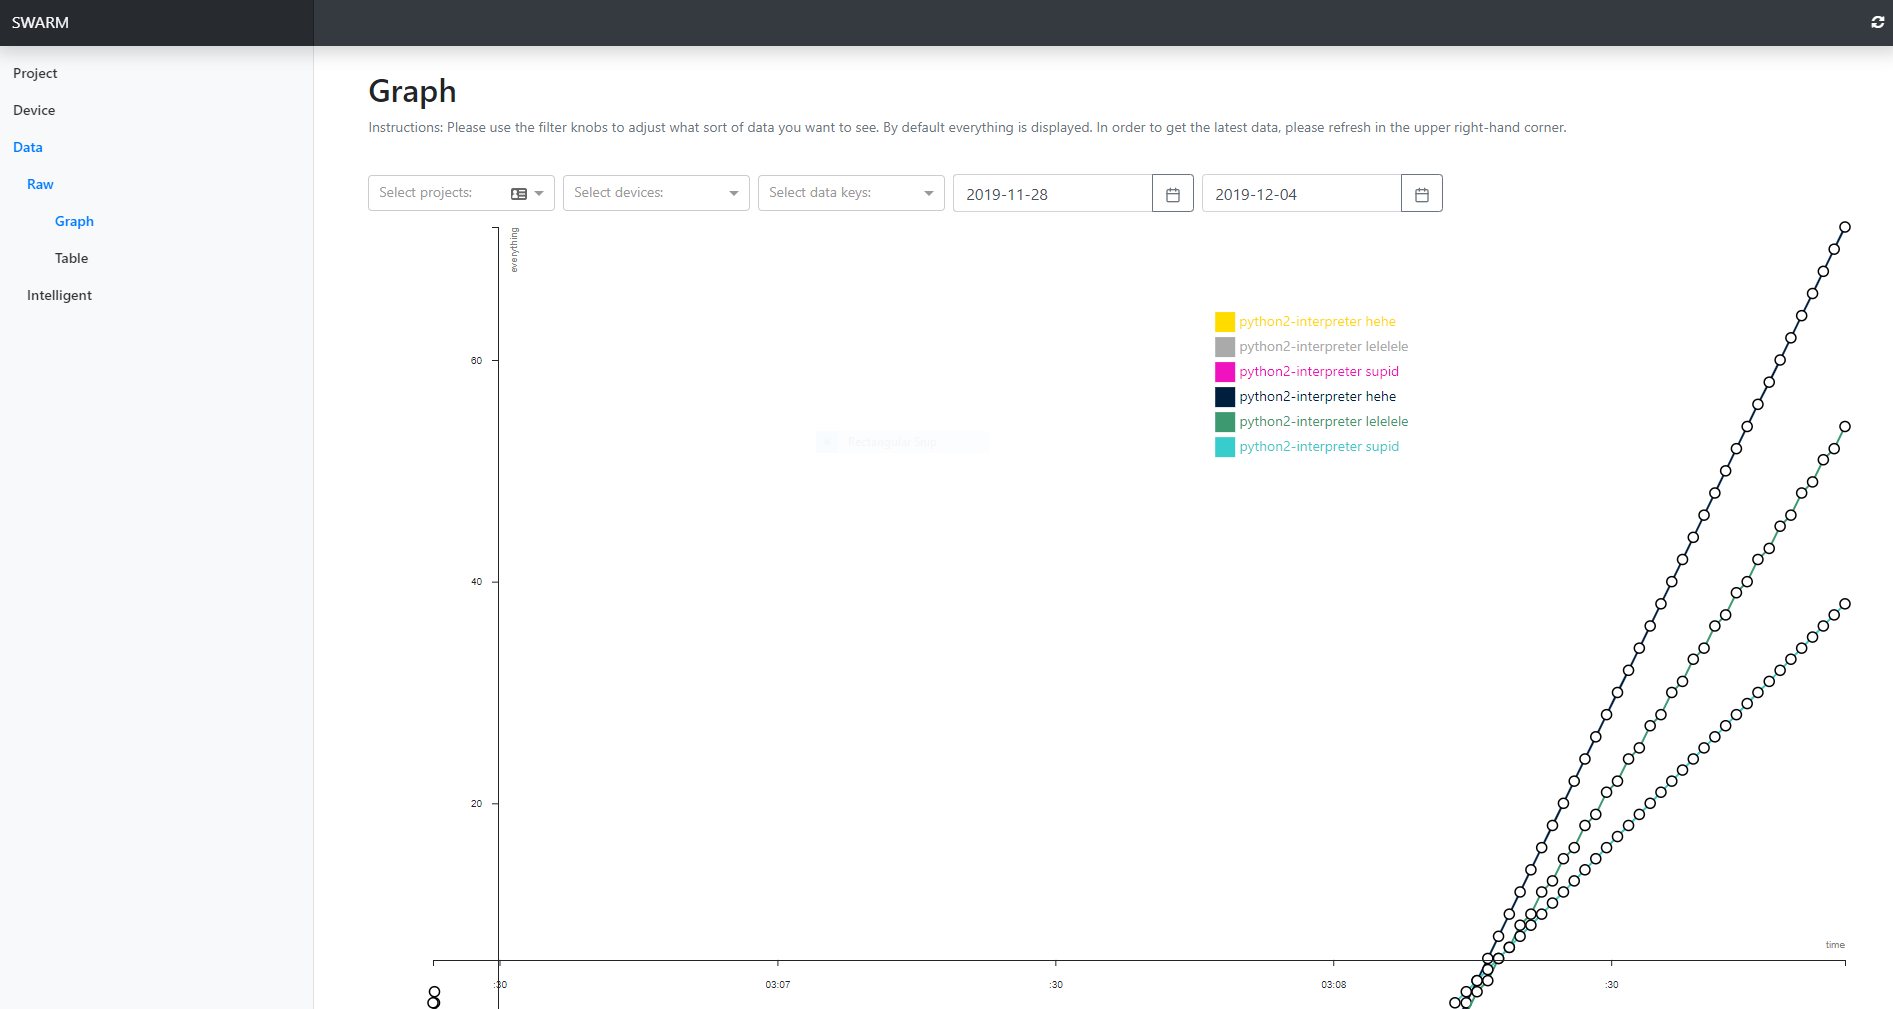 SWARM
Project
Device
Data
Raw
Graph
Table
Intelligent
Graph
Instructions: Please use the filter knobs to adjust what sort of data you want to see. By default everything is displayed. In order to get the latest data, please refresh in the upper right-hand corner.
Select projects:
Select devices:
Select data keys:
2019-11-28
2019-12-04
everything
python2-interpreter hehe
python2-interpreter lelelele
python2-interpreter supid
python2-interpreter hehe
python2-interpreter lelelele
python2-interpreter supid
Rectangular Snip
60
40
20
time
:30
03:07
:30
03:08
:30